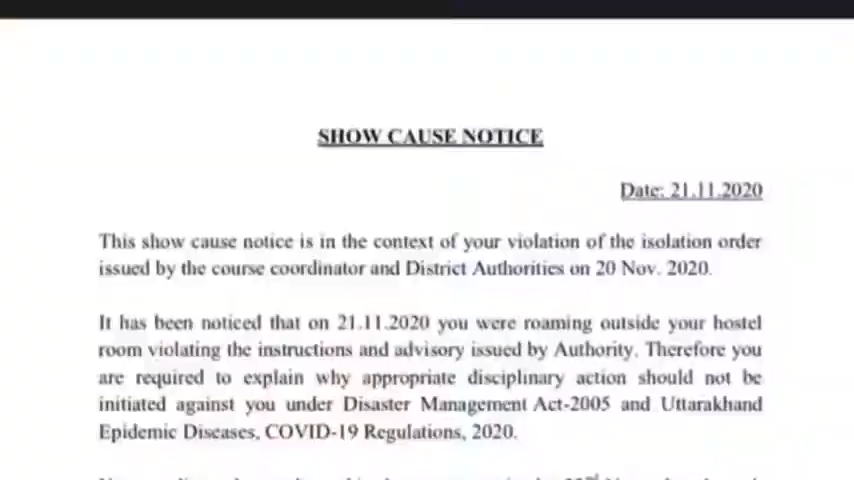 SHOW CAUSE NOTICE
Date: 21.11.2020
This show cause notice is in the context of your violation of the isolation order
issued by the course coordinator and District Authorities on 20 Nov. 2020.
It has been noticed that on 21.11.2020 you were roaming outside your hostel
room violating the instructions and advisory issued by Authority. Therefore you
are required to explain why appropriate disciplinary action should not be
initiated against you under Disaster Management Act-2005 and Uttarakhand
Epidemic Diseases, COVID-19 Regulations, 2020.